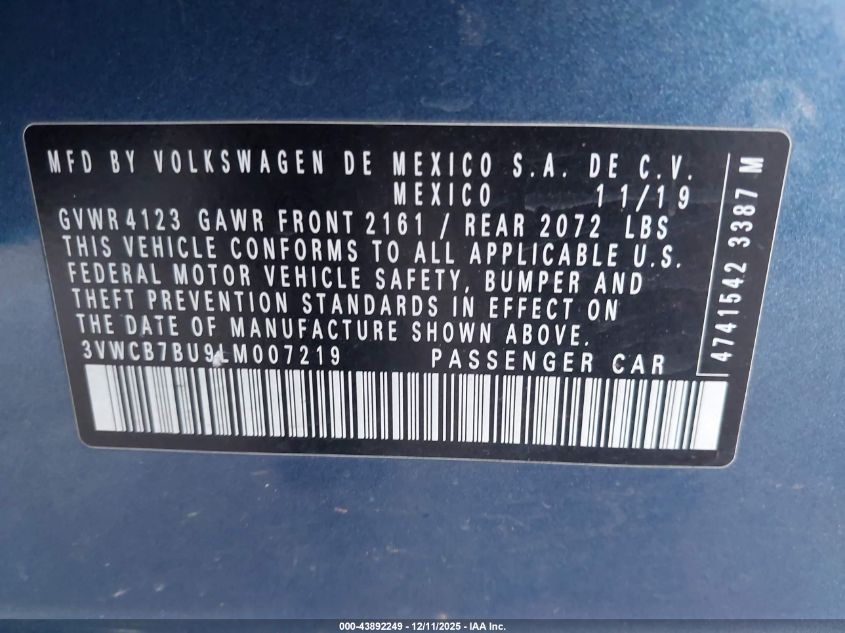 MFD BY VOLKSWAGEN DE MEXICO S.A. DE C.V.
MEXICO 11/19
GVWR 4123 GAWR FRONT 2161 / REAR 2072 LBS
THIS VEHICLE CONFORMS TO ALL APPLICABLE U.S.
FEDERAL MOTOR VEHICLE SAFETY, BUMPER AND
THEFT PREVENTION STANDARDS IN EFFECT ON
THE DATE OF MANUFACTURE SHOWN ABOVE.
3VWCB7BU9LM007219 PASSENGER CAR
4741542 3387 M
000-43892249 - 12/11/2025 - IAA Inc.